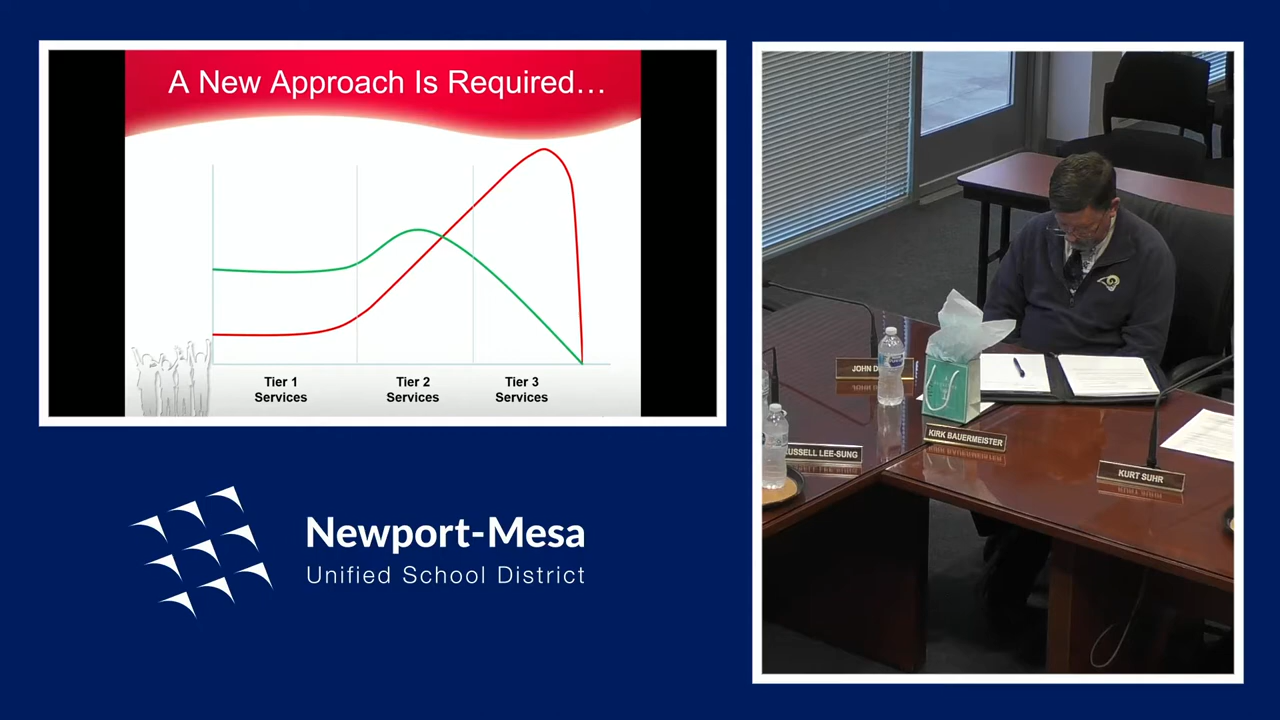 A New Approach Is Required…
Tier 1
Services
Tier 2
Services
Tier 3
Services
Newport-Mesa
Unified School District
JOHN
LEE-SUNG
KIRK BAUERMEISTER
KURT SUHR